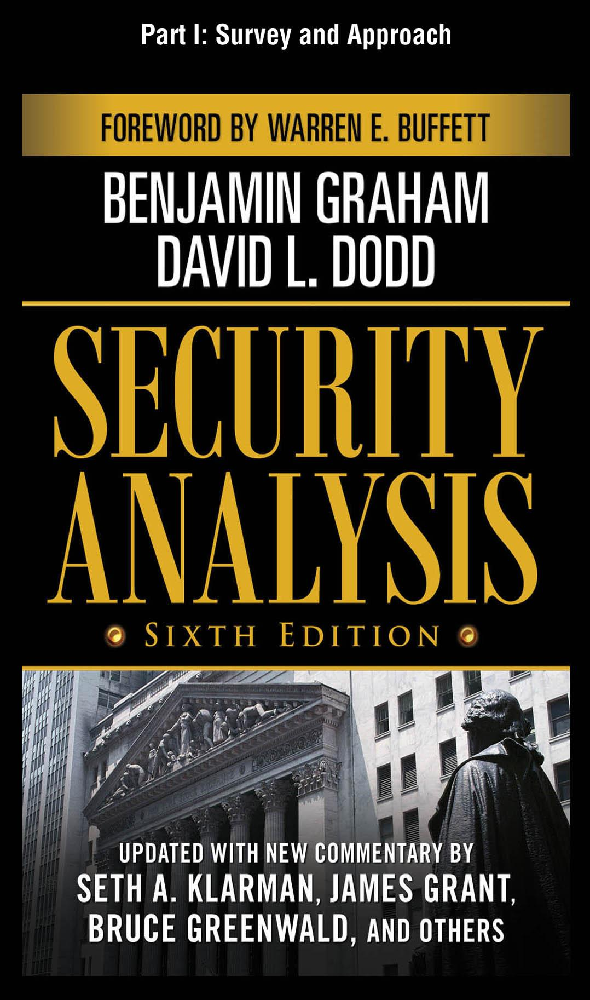 Part I: Survey and Approach
FOREWORD BY WARREN E. BUFFETT
BENJAMIN GRAHAM
DAVID L. DODD
SECURITY
ANALYSIS
SIXTH EDITION
UPDATED WITH NEW COMMENTARY BY
SETH A. KLARMAN, JAMES GRANT,
BRUCE GREENWALD, AND OTHERS